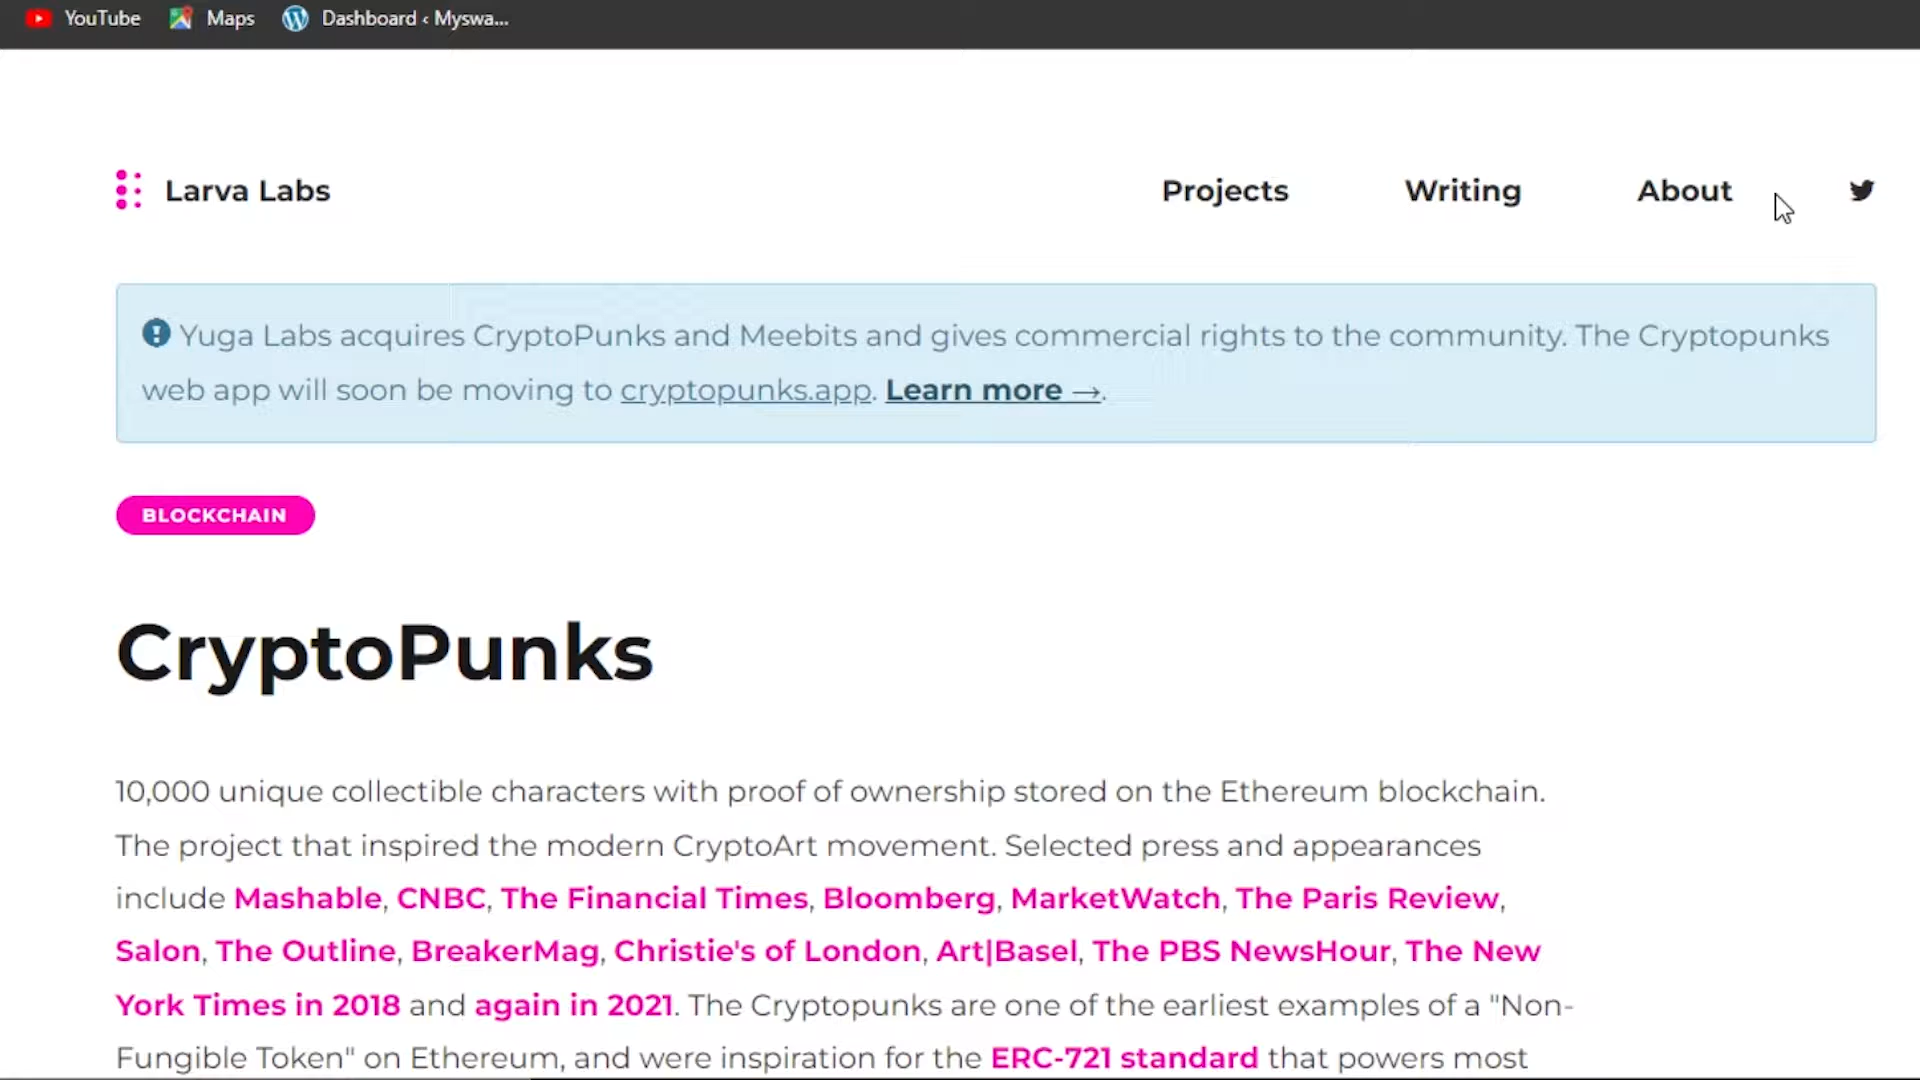 YouTube Maps Dashboard ‹ Myswa...
Larva Labs Projects Writing About
Yuga Labs acquires CryptoPunks and Meebits and gives commercial rights to the community. The Cryptopunks
web app will soon be moving to cryptopunks.app. Learn more →.
BLOCKCHAIN
CryptoPunks
10,000 unique collectible characters with proof of ownership stored on the Ethereum blockchain.
The project that inspired the modern CryptoArt movement. Selected press and appearances
include Mashable, CNBC, The Financial Times, Bloomberg, MarketWatch, The Paris Review,
Salon, The Outline, BreakerMag, Christie's of London, Art|Basel, The PBS NewsHour, The New
York Times in 2018 and again in 2021. The Cryptopunks are one of the earliest examples of a "Non-
Fungible Token" on Ethereum, and were inspiration for the ERC-721 standard that powers most